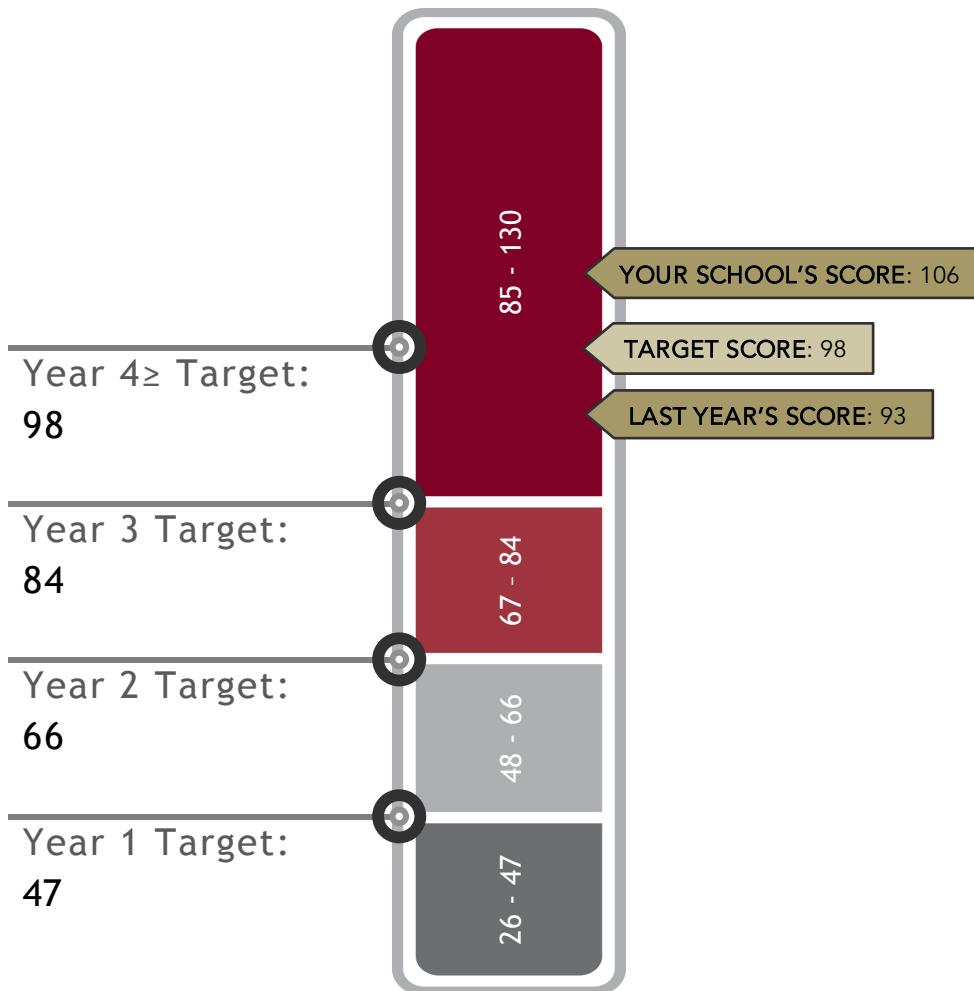 85 - 130
YOUR SCHOOL'S SCORE: 106
TARGET SCORE: 98
Year 4≥ Target:
98
LAST YEAR'S SCORE: 93
Year 3 Target:
84
67 - 84
Year 2 Target:
66
48 - 66
Year 1 Target:
47
26 - 47